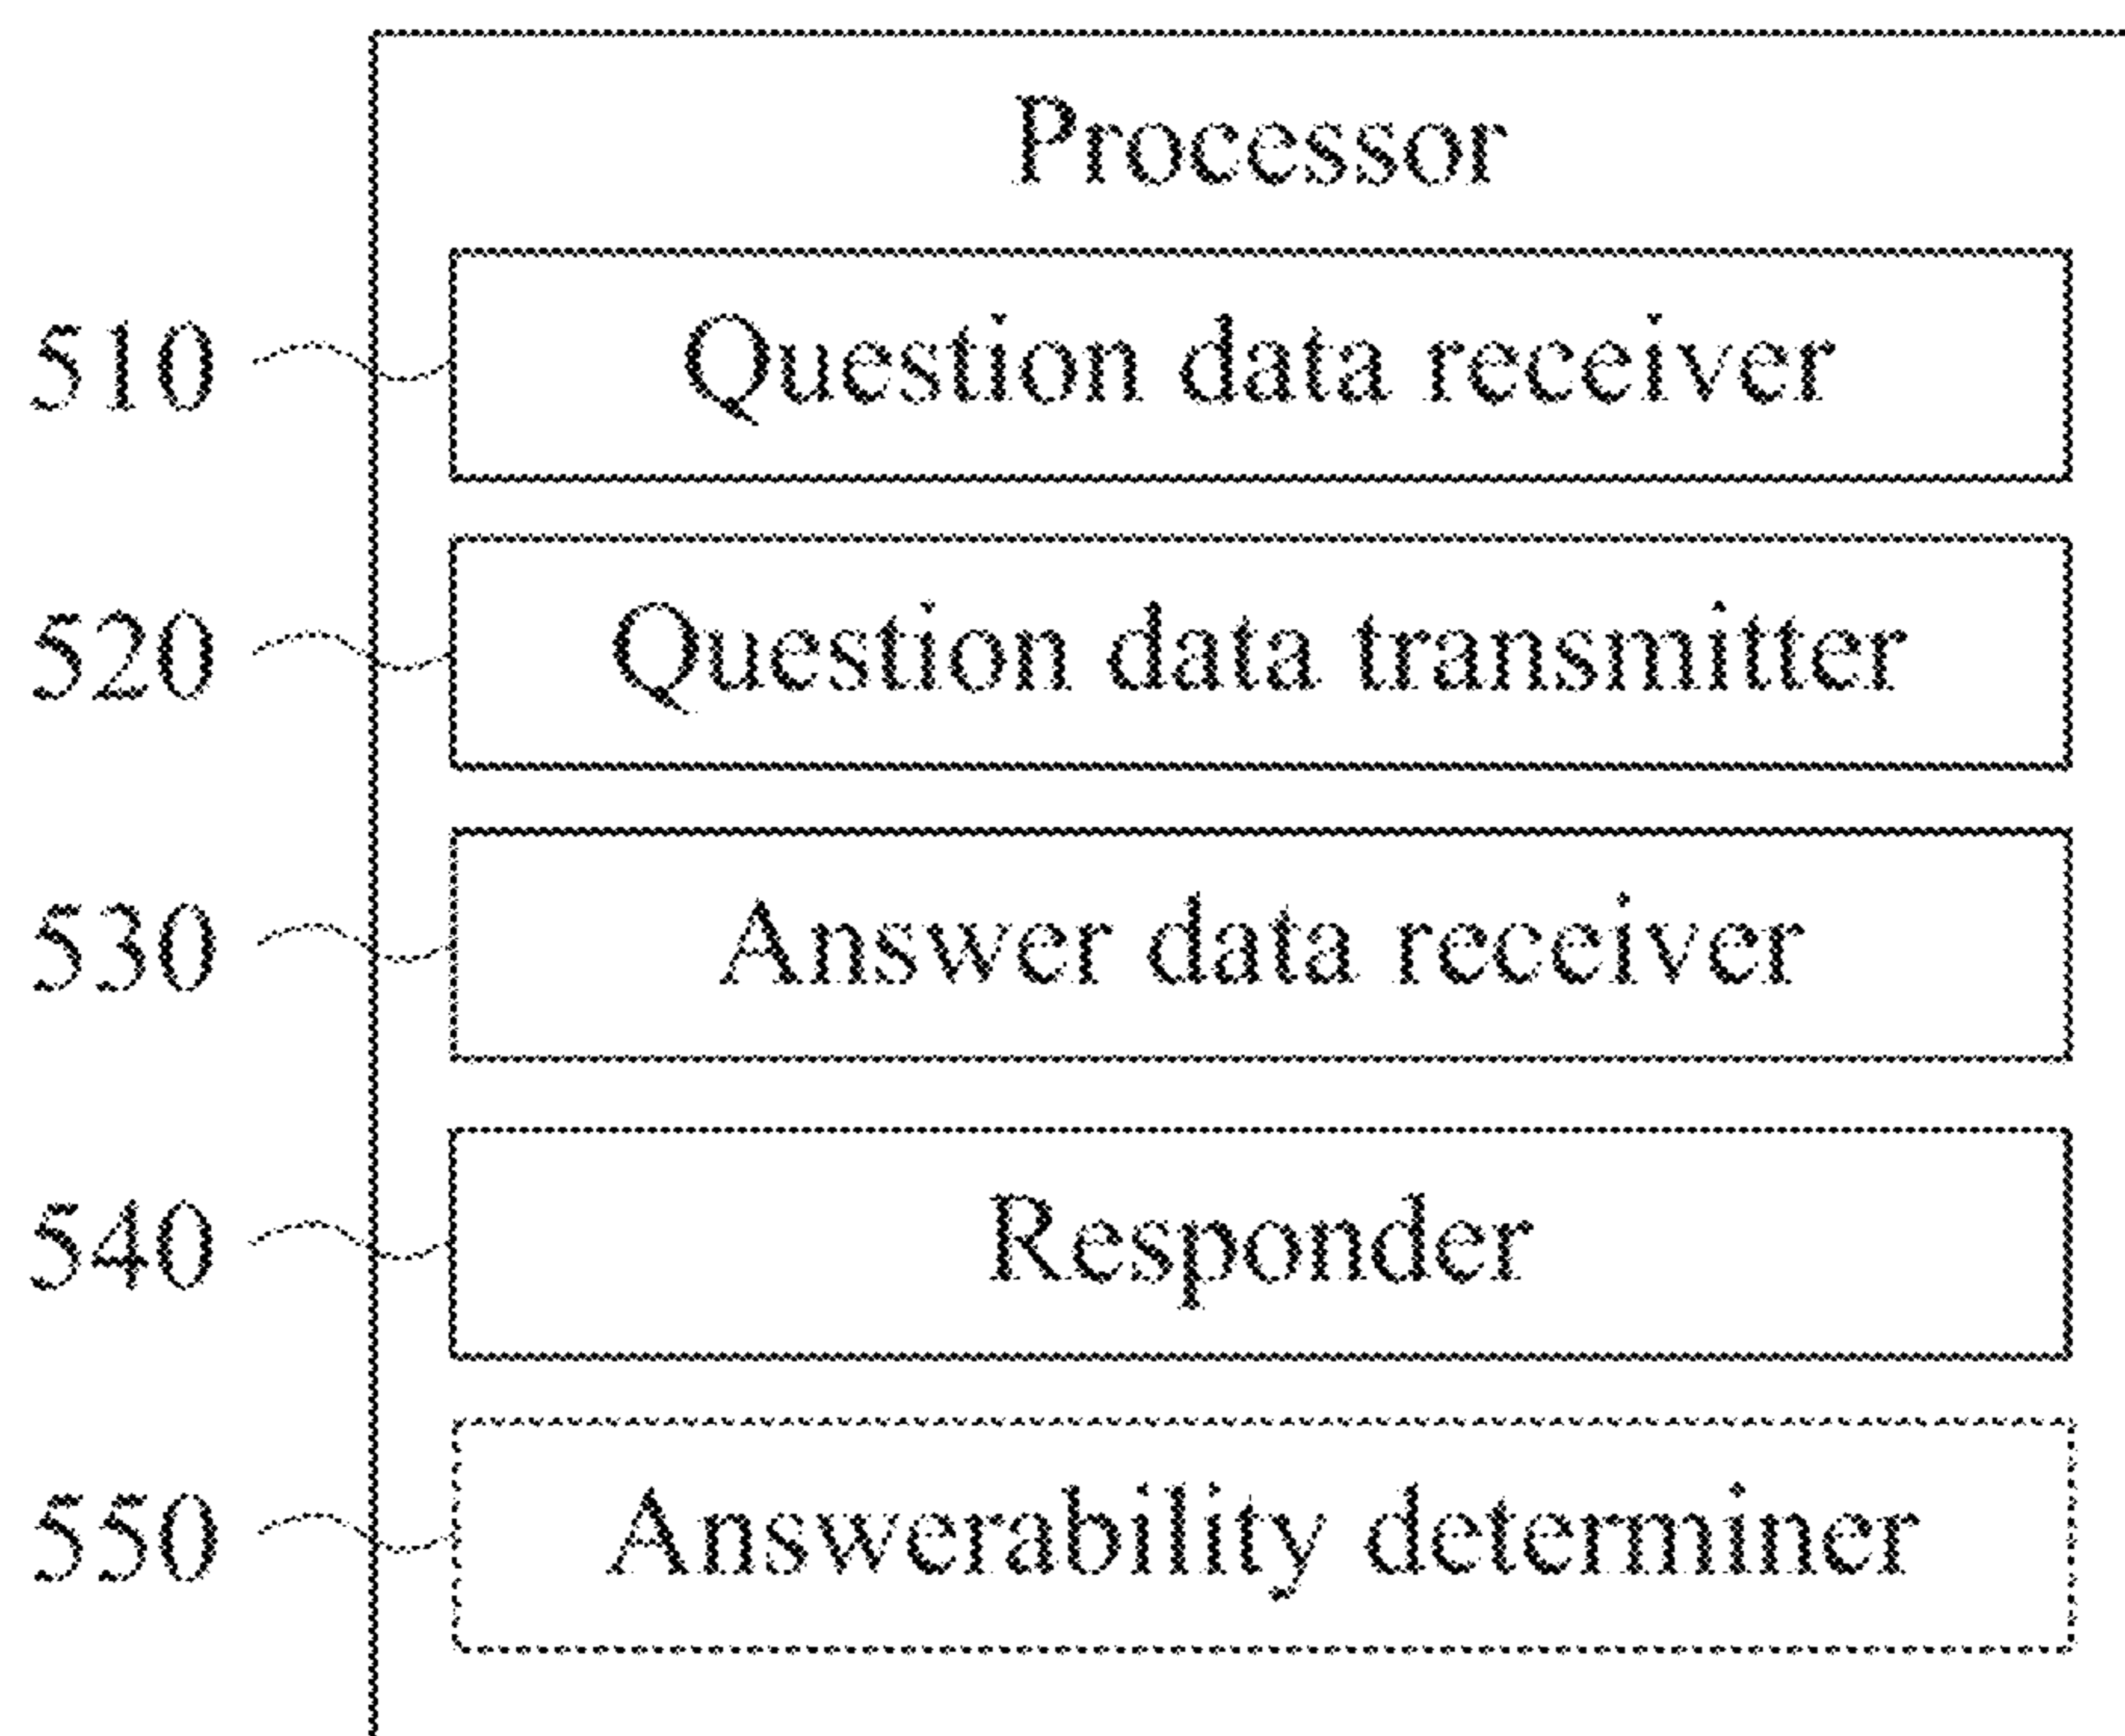 Processor
510 Question data receiver
520 Question data transmitter
530 Answer data receiver
540 Responder
550 Answerability determiner